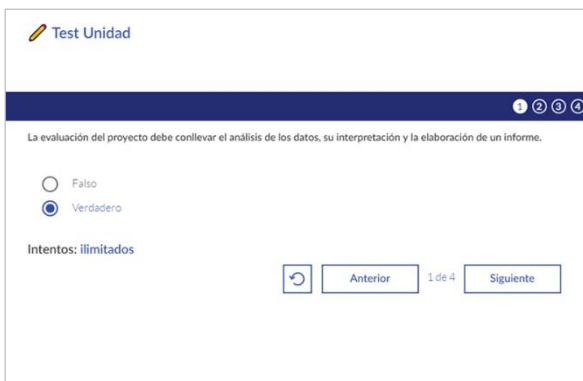 Test Unidad
1 2 3 4
La evaluación del proyecto debe conllevar el análisis de los datos, su interpretación y la elaboración de un informe.
Falso
Verdadero
Intentos: ilimitados
Anterior 1 de 4 Siguiente